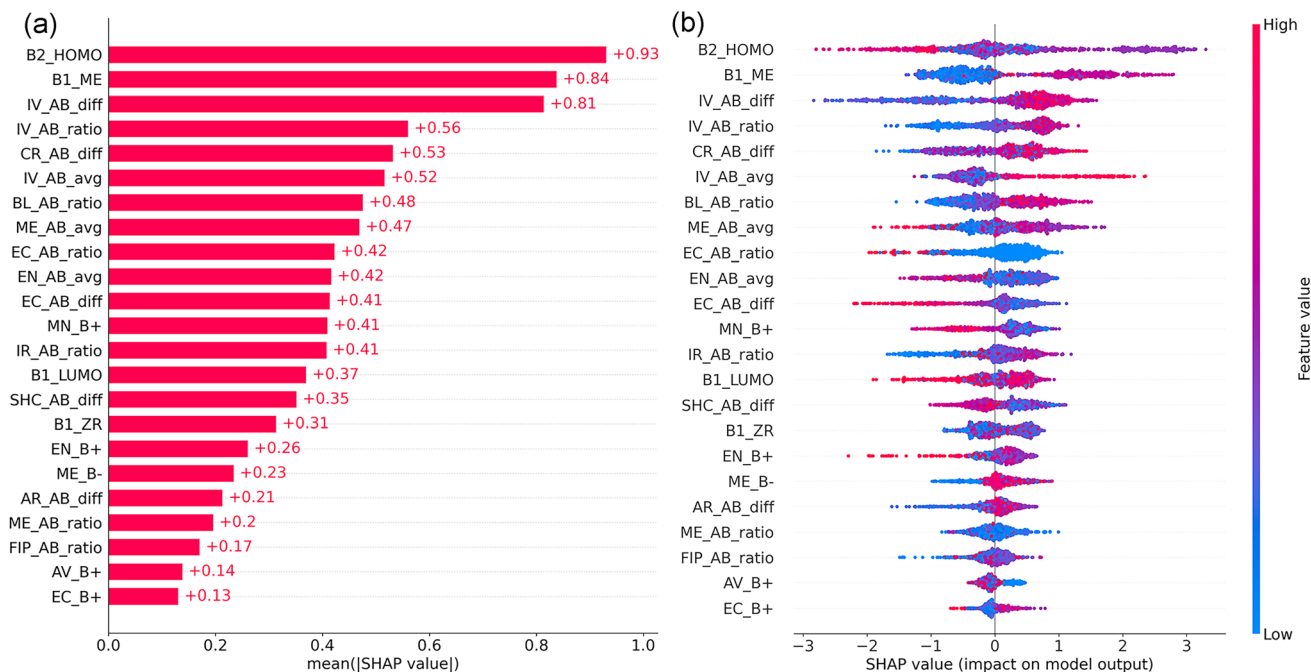 (a)
B2_HOMO +0.93
B1_ME +0.84
IV_AB_diff +0.81
IV_AB_ratio +0.56
CR_AB_diff +0.53
IV_AB_avg +0.52
BL_AB_ratio +0.48
ME_AB_avg +0.47
EC_AB_ratio +0.42
EN_AB_avg +0.42
EC_AB_diff +0.41
MN_B+ +0.41
IR_AB_ratio +0.41
B1_LUMO +0.37
SHC_AB_diff +0.35
B1_ZR +0.31
EN_B+ +0.26
ME_B- +0.23
AR_AB_diff +0.21
ME_AB_ratio +0.2
FIP_AB_ratio +0.17
AV_B+ +0.14
EC_B+ +0.13
0.0 0.2 0.4 0.6 0.8 1.0
mean(|SHAP value|)
(b)
B2_HOMO
B1_ME
IV_AB_diff
IV_AB_ratio
CR_AB_diff
IV_AB_avg
BL_AB_ratio
ME_AB_avg
EC_AB_ratio
EN_AB_avg
EC_AB_diff
MN_B+
IR_AB_ratio
B1_LUMO
SHC_AB_diff
B1_ZR
EN_B+
ME_B-
AR_AB_diff
ME_AB_ratio
FIP_AB_ratio
AV_B+
EC_B+
−3 −2 −1 0 1 2 3
SHAP value (impact on model output)
High
Feature value
Low